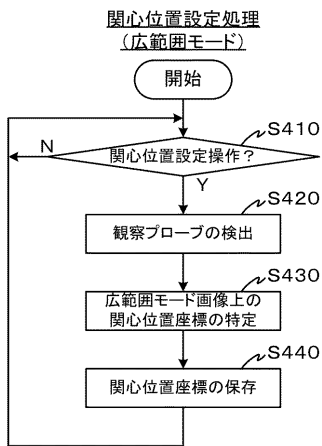 関心位置設定処理
（広範囲モード）
開始
S410
関心位置設定操作？
N
Y
S420
観察プローブの検出
S430
広範囲モード画像上の
関心位置座標の特定
S440
関心位置座標の保存